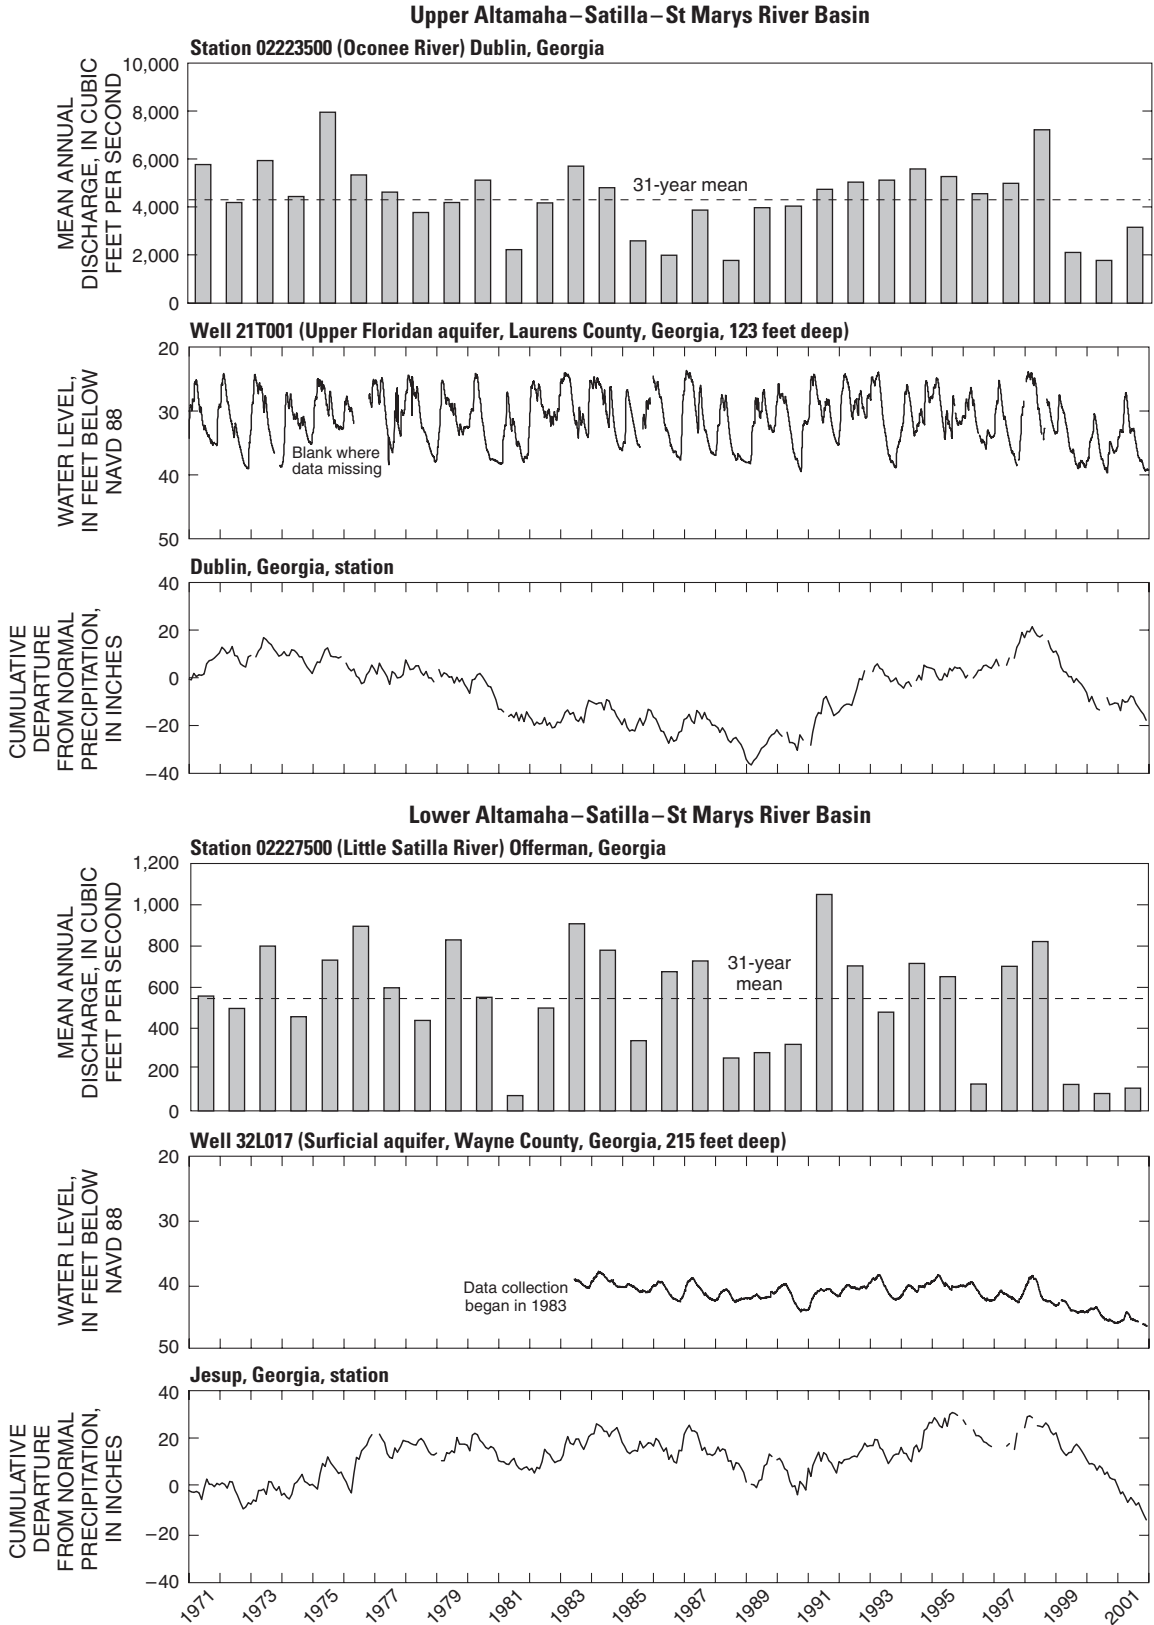 Upper Altamaha–Satilla–St Marys River Basin
Station 02223500 (Oconee River) Dublin, Georgia
MEAN ANNUAL
DISCHARGE, IN CUBIC
FEET PER SECOND
10,000
8,000
6,000
4,000
2,000
0
31-year mean
Well 21T001 (Upper Floridan aquifer, Laurens County, Georgia, 123 feet deep)
WATER LEVEL,
IN FEET BELOW
NAVD 88
20
30
40
50
Blank where
data missing
Dublin, Georgia, station
CUMULATIVE
DEPARTURE
FROM NORMAL
PRECIPITATION,
IN INCHES
40
20
0
−20
−40
Lower Altamaha–Satilla–St Marys River Basin
Station 02227500 (Little Satilla River) Offerman, Georgia
MEAN ANNUAL
DISCHARGE, IN CUBIC
FEET PER SECOND
1,200
1,000
800
600
400
200
0
31-year
mean
Well 32L017 (Surficial aquifer, Wayne County, Georgia, 215 feet deep)
WATER LEVEL,
IN FEET BELOW
NAVD 88
20
30
40
50
Data collection
began in 1983
Jesup, Georgia, station
CUMULATIVE
DEPARTURE
FROM NORMAL
PRECIPITATION,
IN INCHES
40
20
0
−20
−40
1971
1973
1975
1977
1979
1981
1983
1985
1987
1989
1991
1993
1995
1997
1999
2001